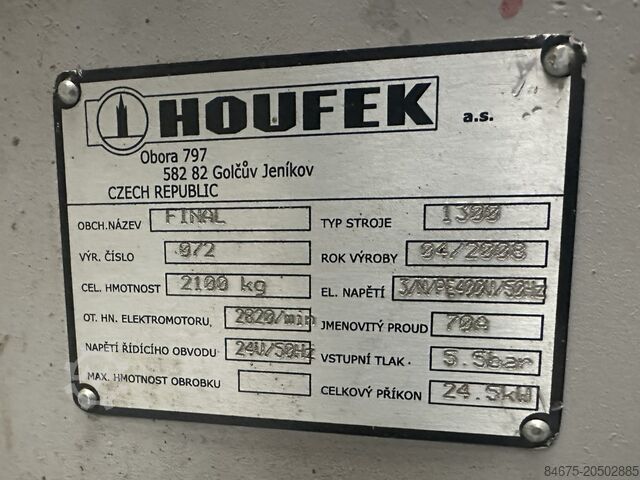 HOUFEK a.s.
Obora 797
582 82 Golčův Jeníkov
CZECH REPUBLIC
OBCH.NÁZEV FINAL TYP STROJE 1300
VÝR. ČÍSLO 0/2 ROK VÝROBY 04/2008
CEL. HMOTNOST 2100 kg EL. NAPĚTÍ 3/N/PE400V/50Hz
OT. HN. ELEKTROMOTORU. 2820/min JMENOVITÝ PROUD 70A
NAPĚTÍ ŘÍDÍCÍHO OBVODU 24V/50Hz VSTUPNÍ TLAK 5.5bar
MAX. HMOTNOST OBROBKU CELKOVÝ PŘÍKON 24.5kW
84675-20502885